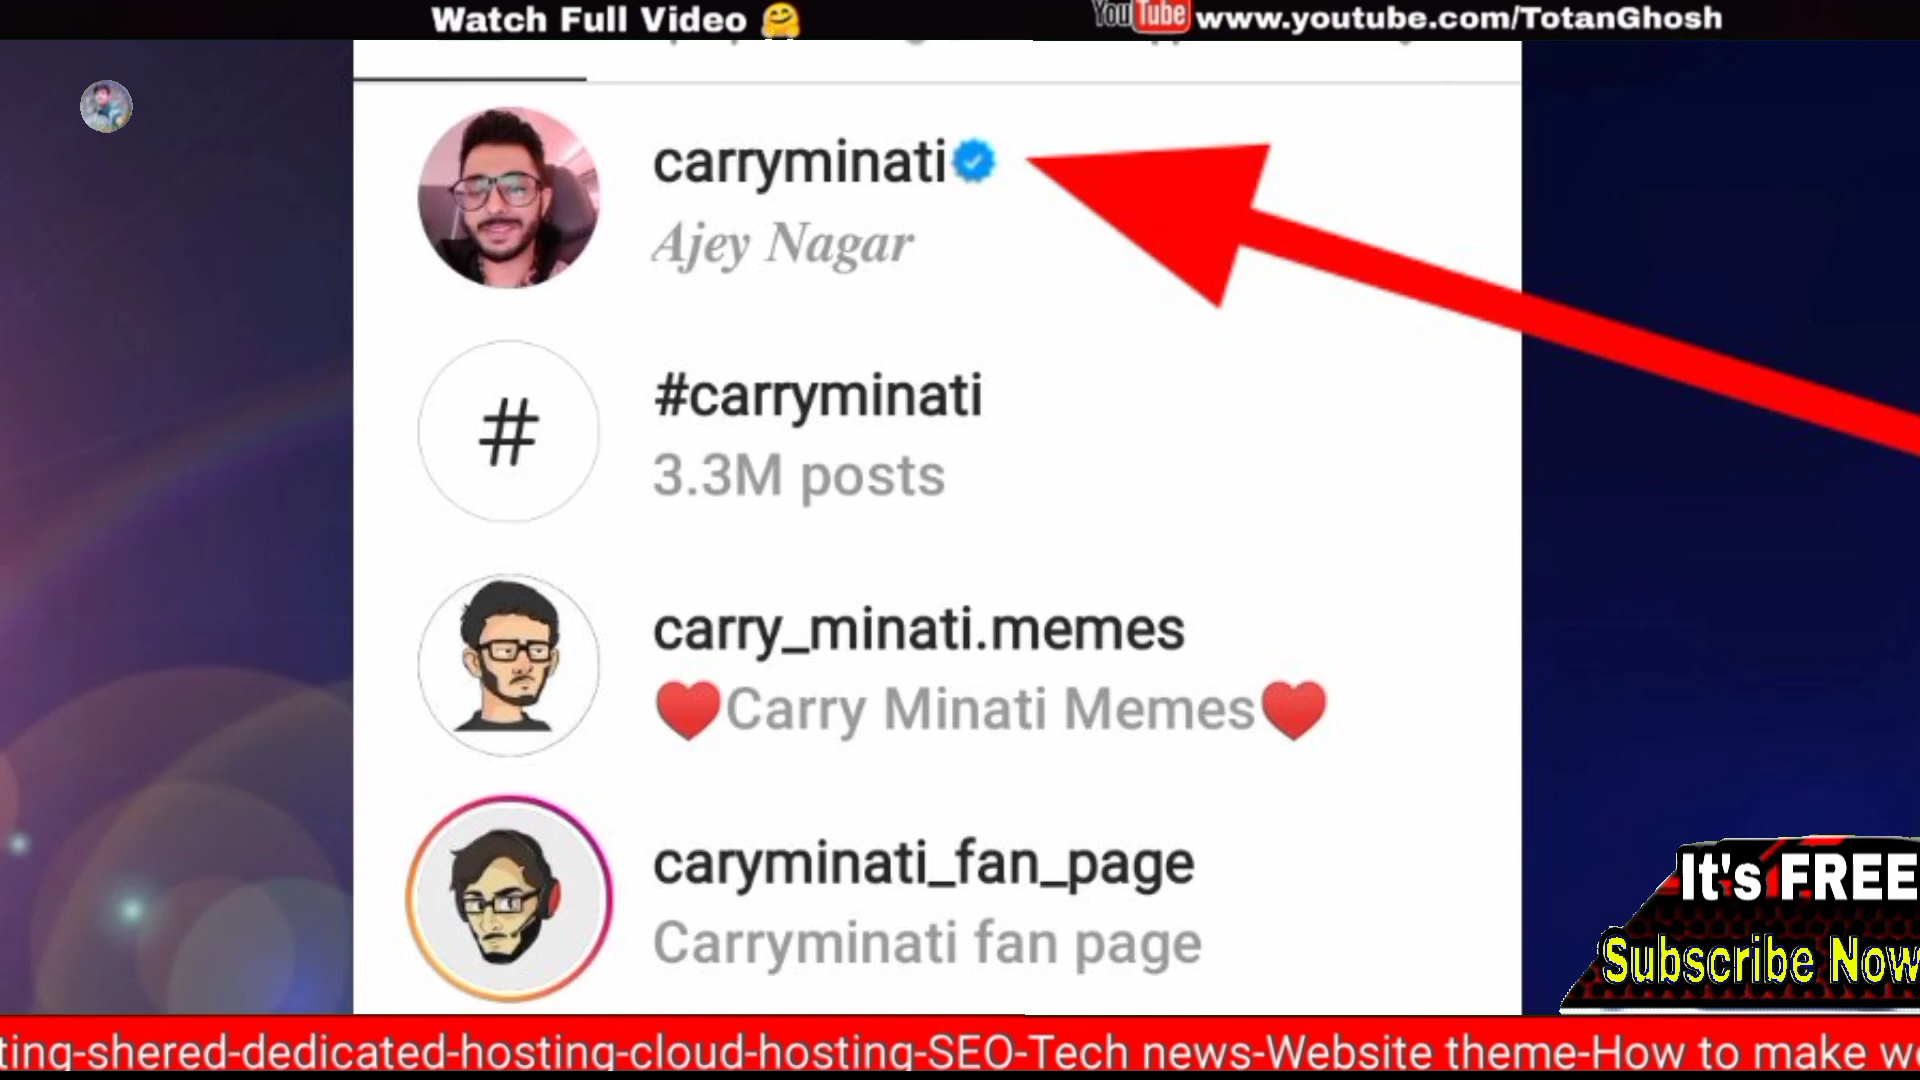 Watch Full Video 🤗
YouTube www.youtube.com/TotanGhosh
carryminati
Ajey Nagar
#
#carryminati
3.3M posts
carry_minati.memes
❤️Carry Minati Memes❤️
caryminati_fan_page
Carryminati fan page
It's FREE
Subscribe Now
ting-shered-dedicated-hosting-cloud-hosting-SEO-Tech news-Website theme-How to make we